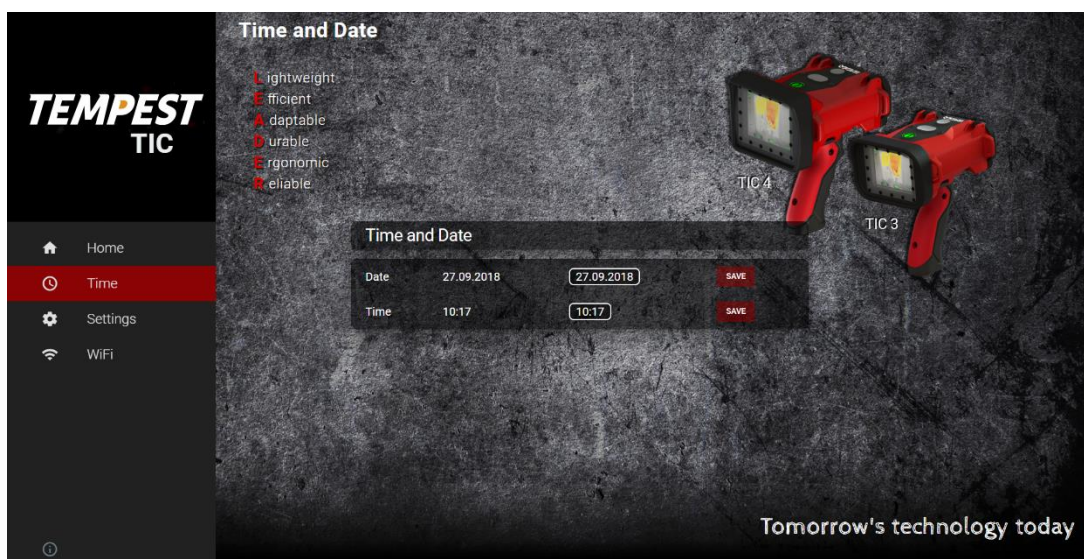 TEMPEST
TIC
Home
Time
Settings
WiFi
Time and Date
Lightweight
Efficient
Adaptable
Durable
Ergonomic
Reliable
TIC 4
TIC 3
Time and Date
Date 27.09.2018 27.09.2018 SAVE
Time 10:17 10:17 SAVE
Tomorrow's technology today